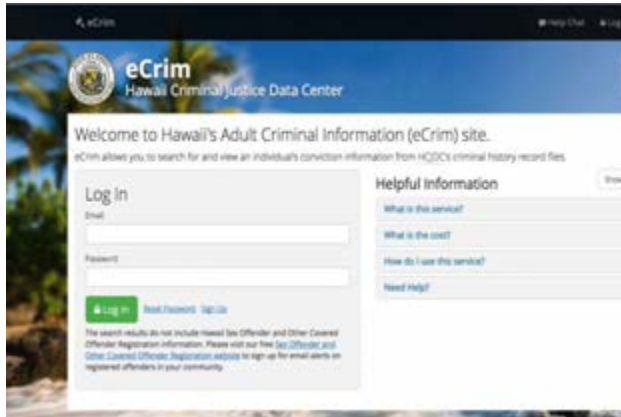 eCrim
Help Chat
Log
eCrim
Hawaii Criminal Justice Data Center
Welcome to Hawaii's Adult Criminal Information (eCrim) site.
eCrim allows you to search for and view an individual's conviction information from HCJDC's criminal history record files.
Log In
Email
Password
Log In
Reset Password
Sign Up
The search results do not include Hawaii Sex Offender and Other Covered
Offender Registration information. Please visit our free Sex Offender and
Other Covered Offender Registration website to sign up for email alerts on
registered offenders in your community.
Helpful Information
Show
What is this service?
What is the cost?
How do I use this service?
Need Help?